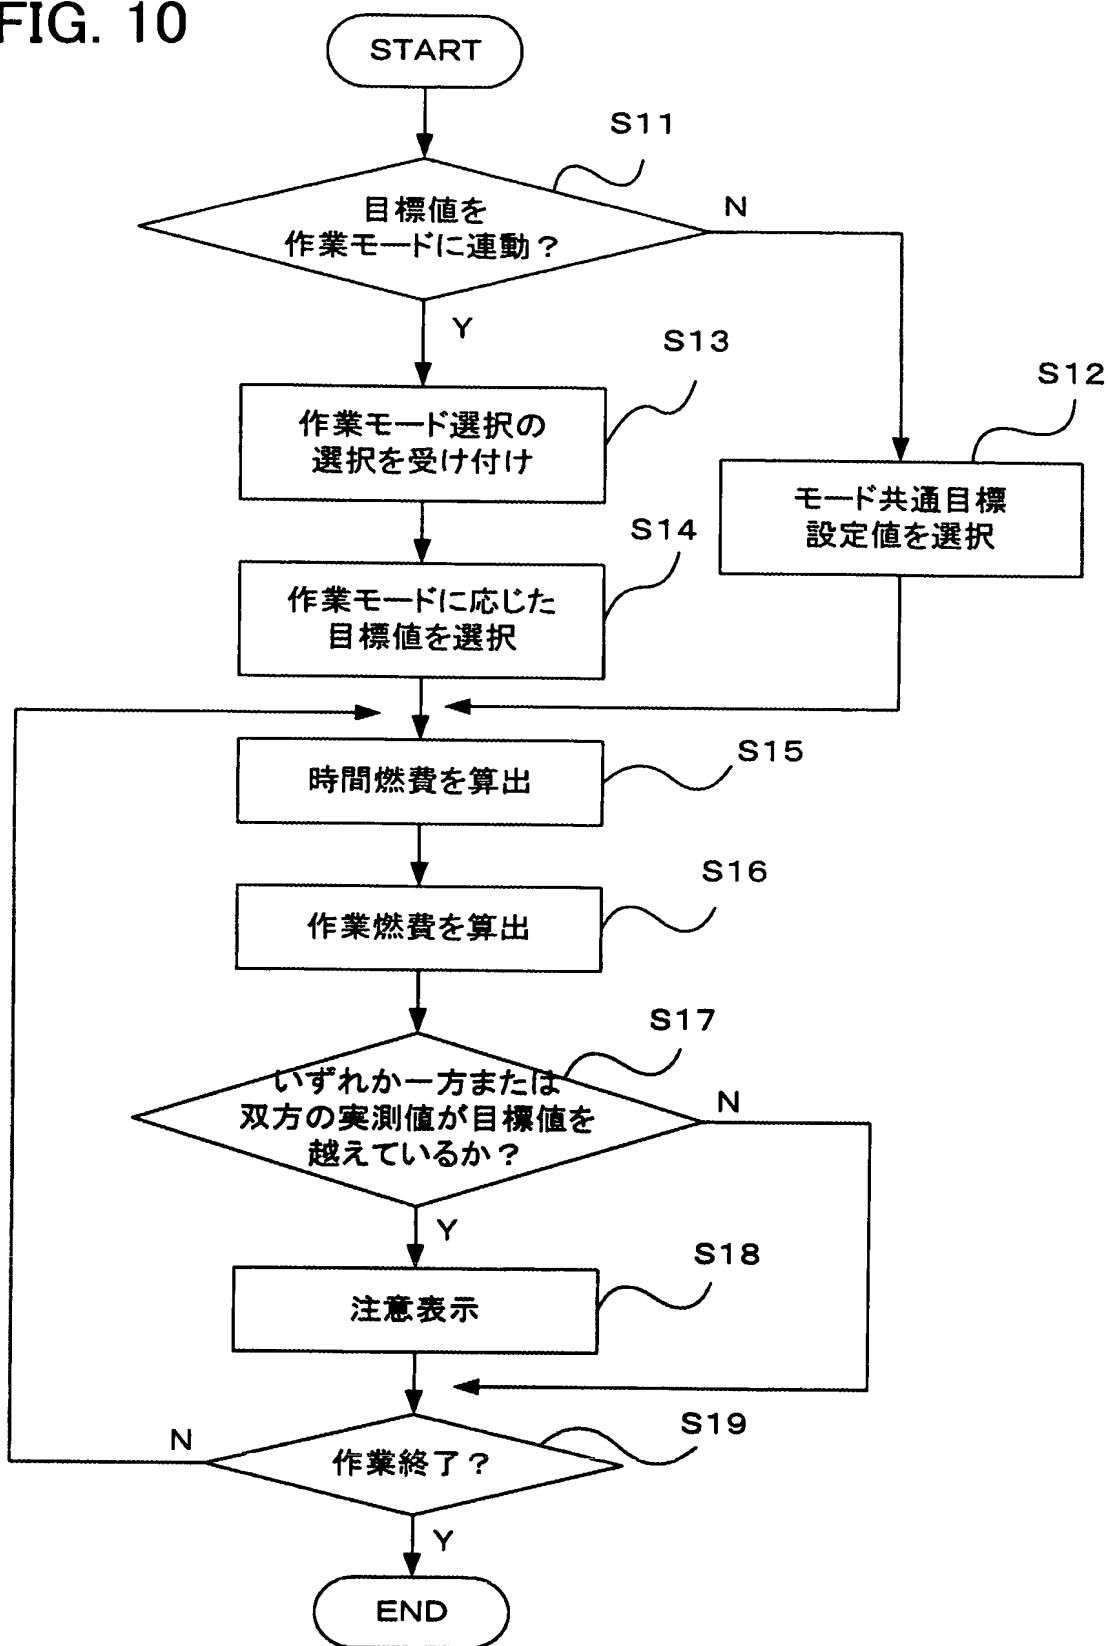 FIG. 10
START
S11
目標値を
作業モードに連動？
N
Y
S13
作業モード選択の
選択を受け付け
S12
モード共通目標
設定値を選択
S14
作業モードに応じた
目標値を選択
S15
時間燃費を算出
S16
作業燃費を算出
S17
いずれか一方または
双方の実測値が目標値を
越えているか？
N
Y
S18
注意表示
S19
N
作業終了？
Y
END